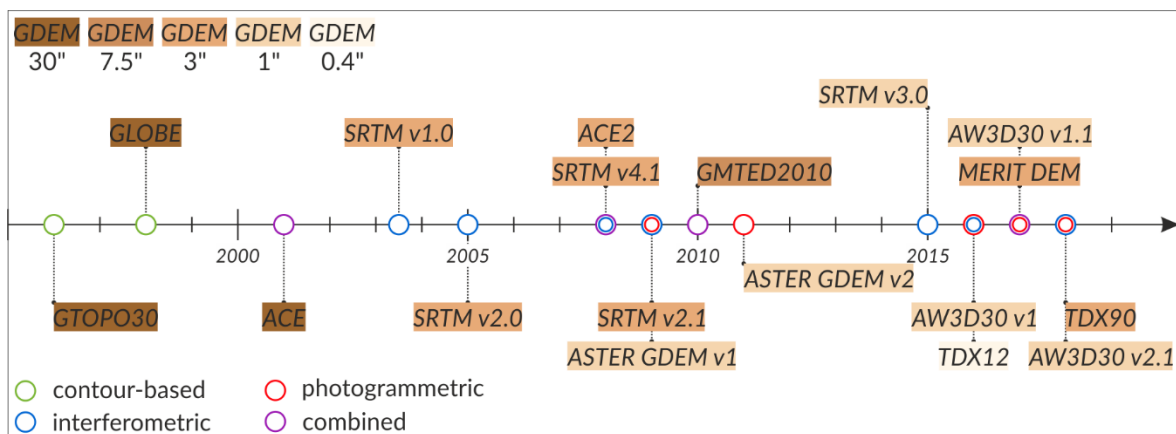 GDEM GDEM GDEM GDEM GDEM
30" 7.5" 3" 1" 0.4"
SRTM v3.0
GLOBE SRTM v1.0 ACE2 AW3D30 v1.1
SRTM v4.1 GMTED2010 MERIT DEM
2000 2005 2010 2015
ASTER GDEM v2
GTOPO30 ACE SRTM v2.0 SRTM v2.1 AW3D30 v1 TDX90
ASTER GDEM v1 TDX12 AW3D30 v2.1
contour-based photogrammetric
interferometric combined